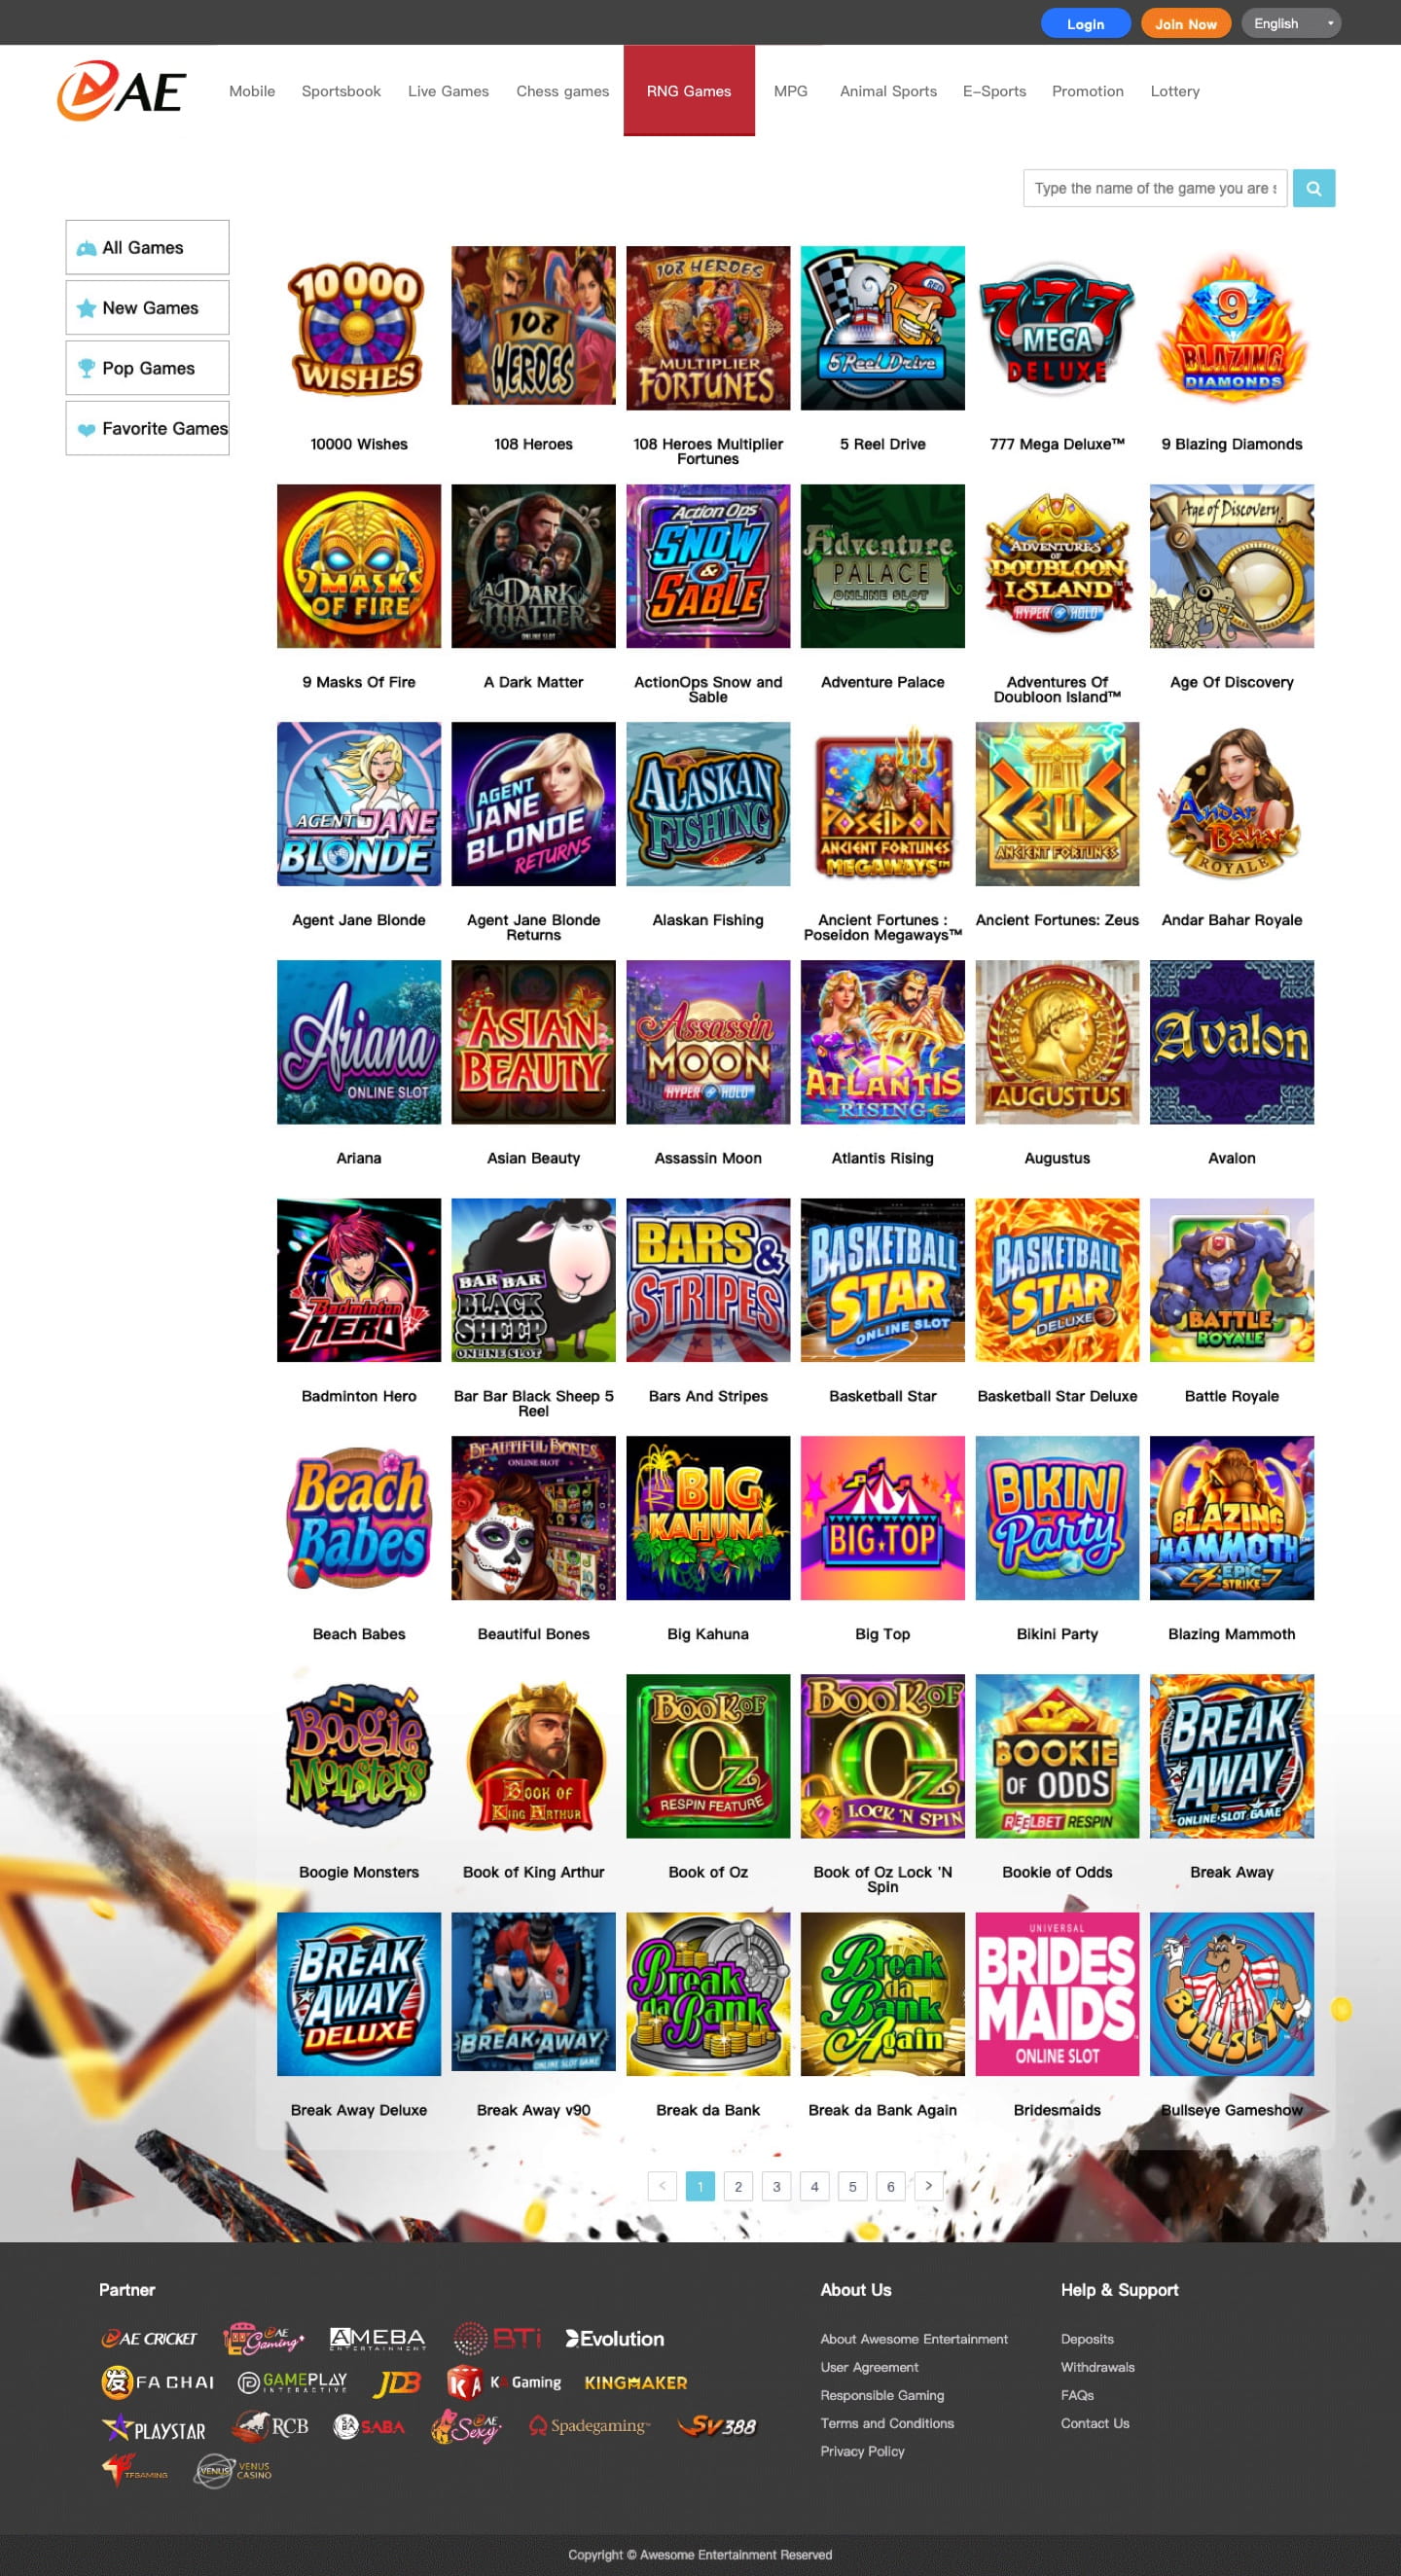 Login Join Now English
AE Mobile Sportsbook Live Games Chess games RNG Games MPG Animal Sports E-Sports Promotion Lottery
Type the name of the game you are s
All Games
New Games
Pop Games
Favorite Games
10000 WISHES
108 HEROES
108 HEROES MULTIPLIER FORTUNES
5 Reel Drive
777 MEGA DELUXE
9 BLAZING DIAMONDS
10000 Wishes
108 Heroes
108 Heroes Multiplier
Fortunes
5 Reel Drive
777 Mega Deluxe™
9 Blazing Diamonds
9 MASKS OF FIRE
A DARK MATTER ONLINE SLOT
Action Ops SNOW & SABLE
Adventure PALACE ONLINE SLOT
ADVENTURES OF DOUBLOON ISLAND™ HYPER HOLD
Age of Discovery
9 Masks Of Fire
A Dark Matter
ActionOps Snow and
Sable
Adventure Palace
Adventures Of
Doubloon Island™
Age Of Discovery
AGENT JANE BLONDE
AGENT JANE BLONDE RETURNS
ALASKAN FISHING
POSEIDON ANCIENT FORTUNES MEGAWAYS™
ZEUS ANCIENT FORTUNES
Andar Bahar ROYALE
Agent Jane Blonde
Agent Jane Blonde
Returns
Alaskan Fishing
Ancient Fortunes :
Poseidon Megaways™
Ancient Fortunes: Zeus
Andar Bahar Royale
Ariana ONLINE SLOT
ASIAN BEAUTY
Assassin MOON HYPER HOLD
ATLANTIS RISING
AUGUSTUS
Avalon
Ariana
Asian Beauty
Assassin Moon
Atlantis Rising
Augustus
Avalon
Badminton HERO
BAR BAR BLACK SHEEP ONLINE SLOT
BARS & STRIPES
BASKETBALL STAR ONLINE SLOT
BASKETBALL STAR DELUXE
BATTLE ROYALE
Badminton Hero
Bar Bar Black Sheep 5
Reel
Bars And Stripes
Basketball Star
Basketball Star Deluxe
Battle Royale
Beach Babes
BEAUTIFUL BONES ONLINE SLOT
BIG KAHUNA
BIG TOP
BIKINI Party
BLAZING MAMMOTH EPIC STRIKE
Beach Babes
Beautiful Bones
Big Kahuna
Big Top
Bikini Party
Blazing Mammoth
Boogie Monsters
BOOK OF KING ARTHUR
BOOK OF OZ RESPIN FEATURE
BOOK OF OZ LOCK 'N SPIN
BOOKIE OF ODDS REELBET RESPIN
BREAK AWAY ONLINE SLOT GAME
Boogie Monsters
Book of King Arthur
Book of Oz
Book of Oz Lock 'N
Spin
Bookie of Odds
Break Away
BREAK AWAY DELUXE
BREAK AWAY ONLINE SLOT GAME
Break da Bank
Break da Bank Again
UNIVERSAL BRIDES MAIDS ONLINE SLOT
BULLSEYE
Break Away Deluxe
Break Away v90
Break da Bank
Break da Bank Again
Bridesmaids
Bullseye Gameshow
< 1 2 3 4 5 6 >
Partner
AE CRICKET AE Gaming AMEBA ENTERTAINMENT BTi Evolution
发 FA CHAI GAMEPLAY INTERACTIVE JDB KA KA Gaming KINGMAKER
PLAYSTAR RCB SABA SABA AE Sexy Spadegaming™ SV388
TFGAMING VENUS VENUS CASINO
About Us
About Awesome Entertainment
User Agreement
Responsible Gaming
Terms and Conditions
Privacy Policy
Help & Support
Deposits
Withdrawals
FAQs
Contact Us
Copyright © Awesome Entertainment Reserved